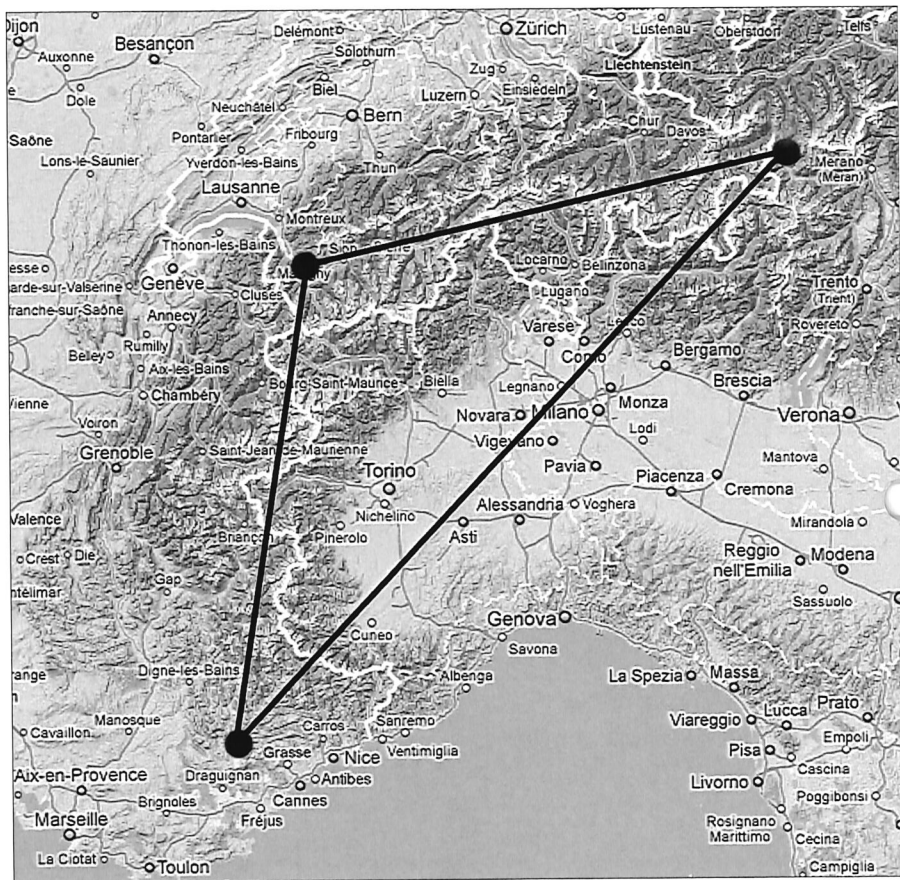 Dijon
Auxonne
Besançon
Delémont
Solothurn
Zürich
Lustenau
Oberstdorf
Telfs
Zug
Liechtenstein
Dole
Biel
Luzern
Einsiedeln
Neuchâtel
Bern
Pontarlier
Fribourg
Chur
Davos
Saône
Lons-le-Saunier
Yverdon-les-Bains
Thun
Merano
(Meran)
Lausanne
Montreux
Thonon-les-Bains
Locarno
Bellinzona
Genève
Cluses
Trento
(Trient)
Lugano
Annecy
Varese
Rovereto
Rumilly
Belley
Como
Aix-les-Bains
Bergamo
Bourg-Saint-Maurice
Biella
Legnano
Brescia
Chambéry
Monza
Vienne
Novara
Milano
Verona
Voiron
Lodi
Vigevano
Grenoble
Saint-Jean-de-Maurienne
Torino
Pavia
Mantova
Piacenza
Cremona
Nichelino
Alessandria
Voghera
Valence
Asti
Mirandola
Briançon
Pinerolo
Crest
Die
Reggio
nell'Emilia
Modena
Gap
Sassuolo
Genova
Cuneo
Savona
Digne-les-Bains
La Spezia
Massa
Albenga
Manosque
Viareggio
Lucca
Prato
Cavaillon
Carros
Sanremo
Empoli
Grasse
Nice
Ventimiglia
Pisa
Cascina
Aix-en-Provence
Draguignan
Antibes
Livorno
Cannes
Brignoles
Fréjus
Poggibonsi
Marseille
Rosignano
Marittimo
Cecina
La Ciotat
Toulon
Campiglia